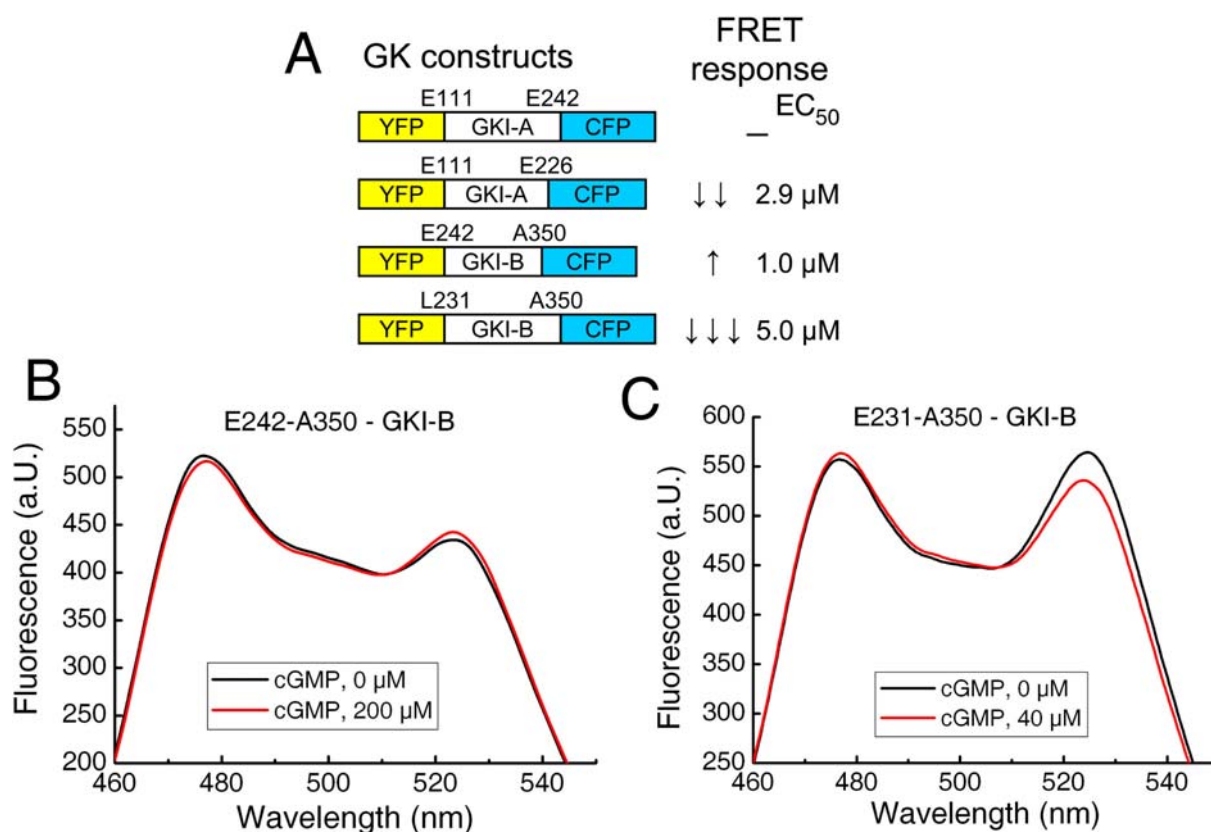 A
GK constructs
FRET
response
EC50
E111 E242
YFP GKI-A CFP
–
E111 E226
YFP GKI-A CFP
↓↓ 2.9 µM
E242 A350
YFP GKI-B CFP
↑ 1.0 µM
L231 A350
YFP GKI-B CFP
↓↓↓ 5.0 µM
B
E242-A350 - GKI-B
Fluorescence (a.U.)
550
500
450
400
350
300
250
200
cGMP, 0 µM
cGMP, 200 µM
460 480 500 520 540
Wavelength (nm)
C
E231-A350 - GKI-B
Fluorescence (a.U.)
600
550
500
450
400
350
300
250
cGMP, 0 µM
cGMP, 40 µM
460 480 500 520 540
Wavelength (nm)